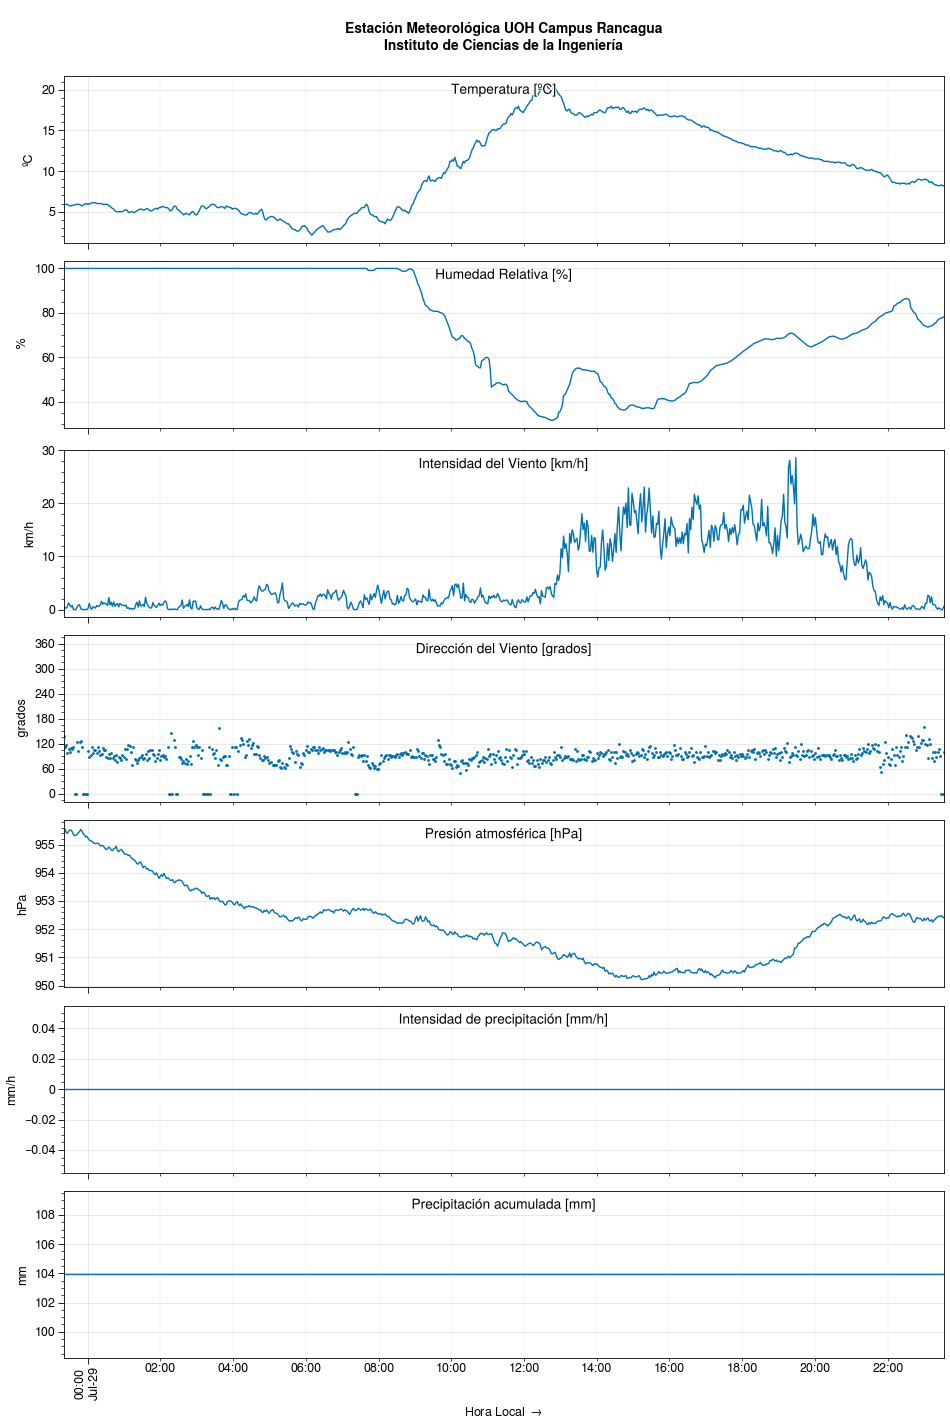 Estación Meteorológica UOH Campus Rancagua
Instituto de Ciencias de la Ingeniería
Temperatura [ºC]
20
15
10
5
ºC
Humedad Relativa [%]
100
80
60
40
%
Intensidad del Viento [km/h]
30
20
10
0
km/h
Dirección del Viento [grados]
360
300
240
180
120
60
0
grados
Presión atmosférica [hPa]
955
954
953
952
951
950
hPa
Intensidad de precipitación [mm/h]
0.04
0.02
0
−0.02
−0.04
mm/h
Precipitación acumulada [mm]
108
106
104
102
100
mm
00:00
Jul-29
02:00
04:00
06:00
08:00
10:00
12:00
14:00
16:00
18:00
20:00
22:00
Hora Local →